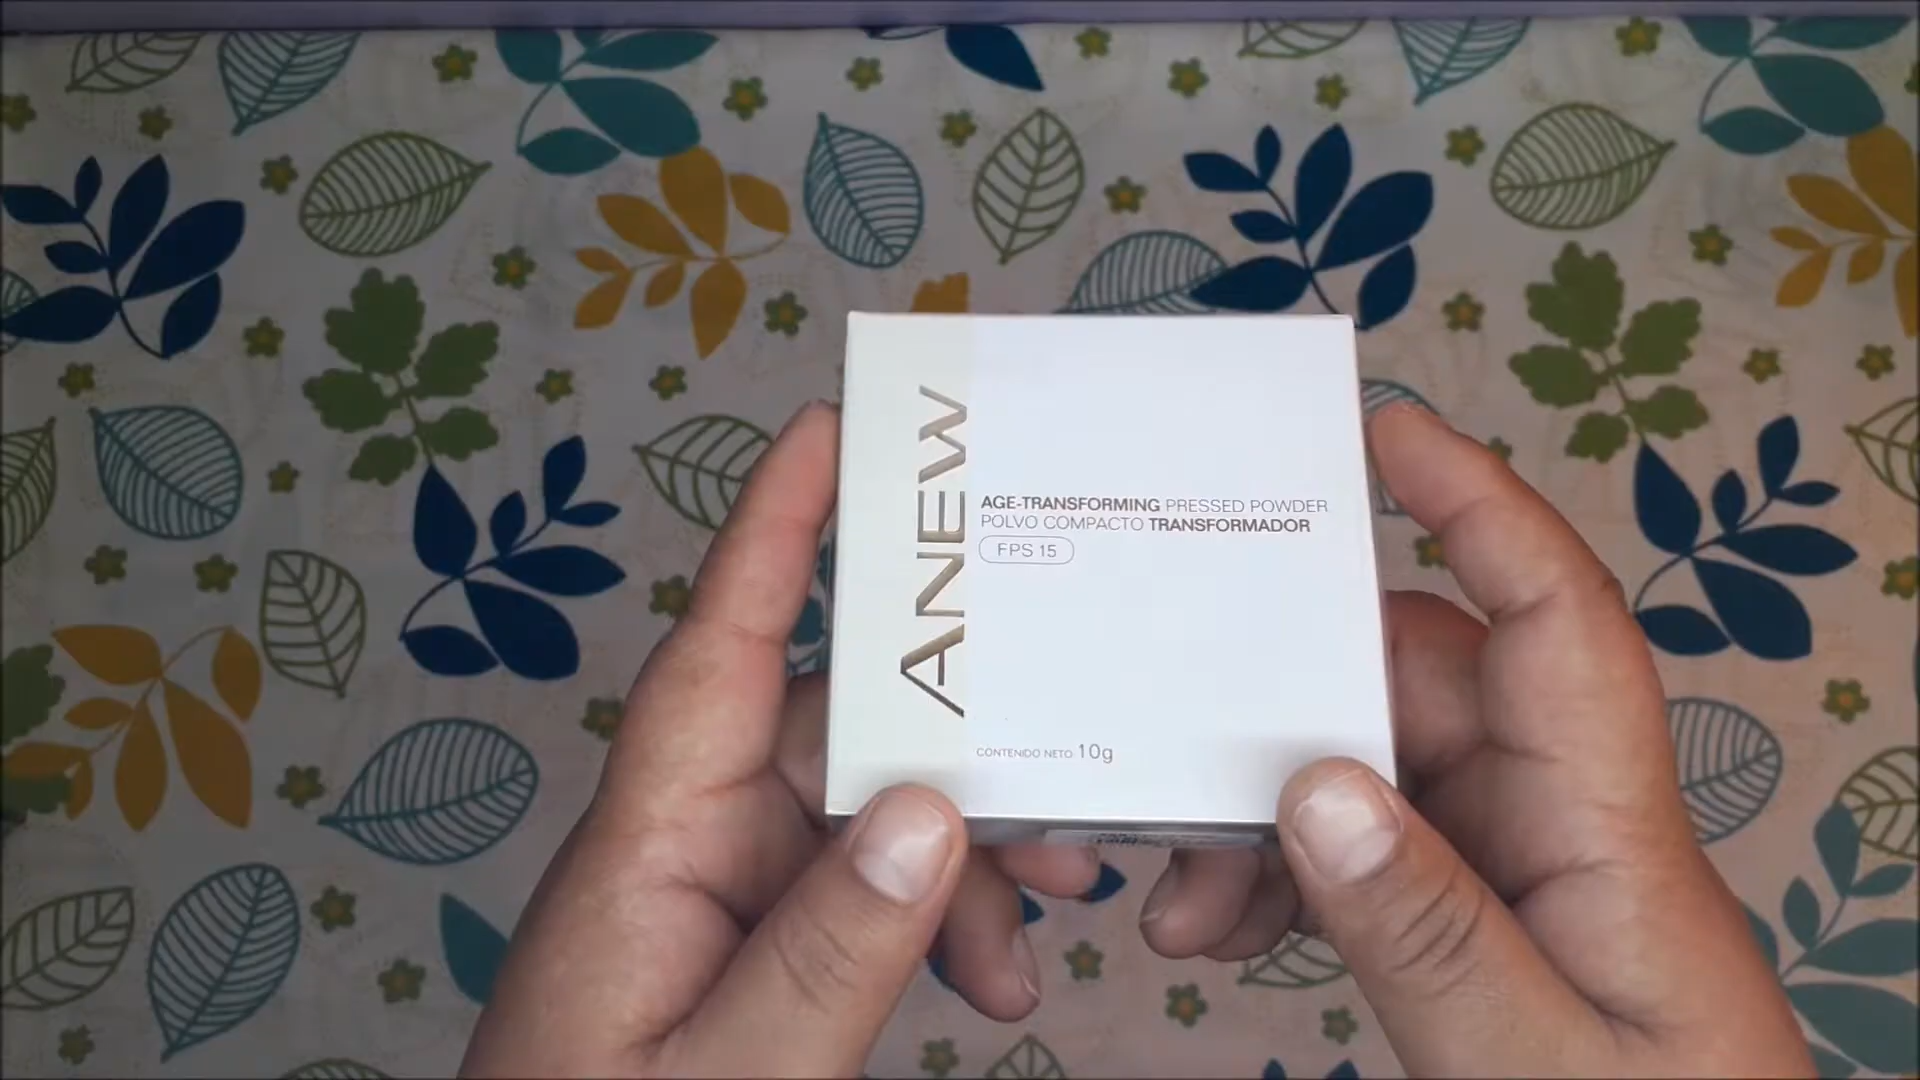 ANEW
AGE-TRANSFORMING PRESSED POWDER
POLVO COMPACTO TRANSFORMADOR
FPS 15
CONTENIDO NETO 10g